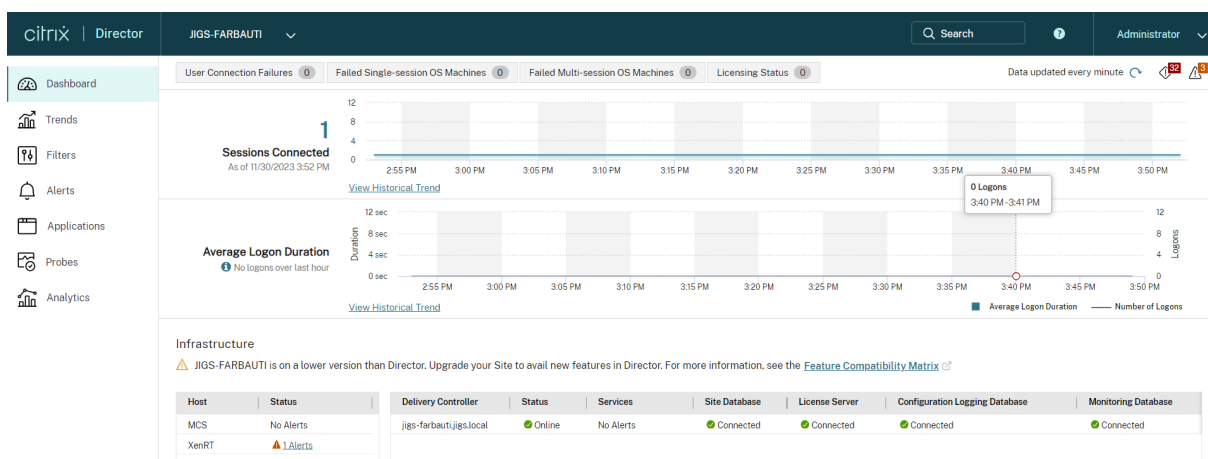 citrix | Director JIGS-FARBAUTI Search ? Administrator
Dashboard
Trends
Filters
Alerts
Applications
Probes
Analytics
User Connection Failures 0 Failed Single-session OS Machines 0 Failed Multi-session OS Machines 0 Licensing Status 0 Data updated every minute 32 3
1
Sessions Connected
As of 11/30/2023 3:52 PM
12
8
4
0
2:55 PM 3:00 PM 3:05 PM 3:10 PM 3:15 PM 3:20 PM 3:25 PM 3:30 PM 3:35 PM 3:40 PM 3:45 PM 3:50 PM
View Historical Trend
0 Logons
3:40 PM-3:41 PM
Average Logon Duration
No logons over last hour
Duration
12 sec
8 sec
4 sec
0 sec
12
8
4
0
Logons
2:55 PM 3:00 PM 3:05 PM 3:10 PM 3:15 PM 3:20 PM 3:25 PM 3:30 PM 3:35 PM 3:40 PM 3:45 PM 3:50 PM
View Historical Trend
Average Logon Duration Number of Logons
Infrastructure
JIGS-FARBAUTI is on a lower version than Director. Upgrade your Site to avail new features in Director. For more information, see the Feature Compatibility Matrix
Host Status
MCS No Alerts
XenRT 1 Alerts
Delivery Controller Status Services Site Database License Server Configuration Logging Database Monitoring Database
jigs-farbauti.jigs.local Online No Alerts Connected Connected Connected Connected